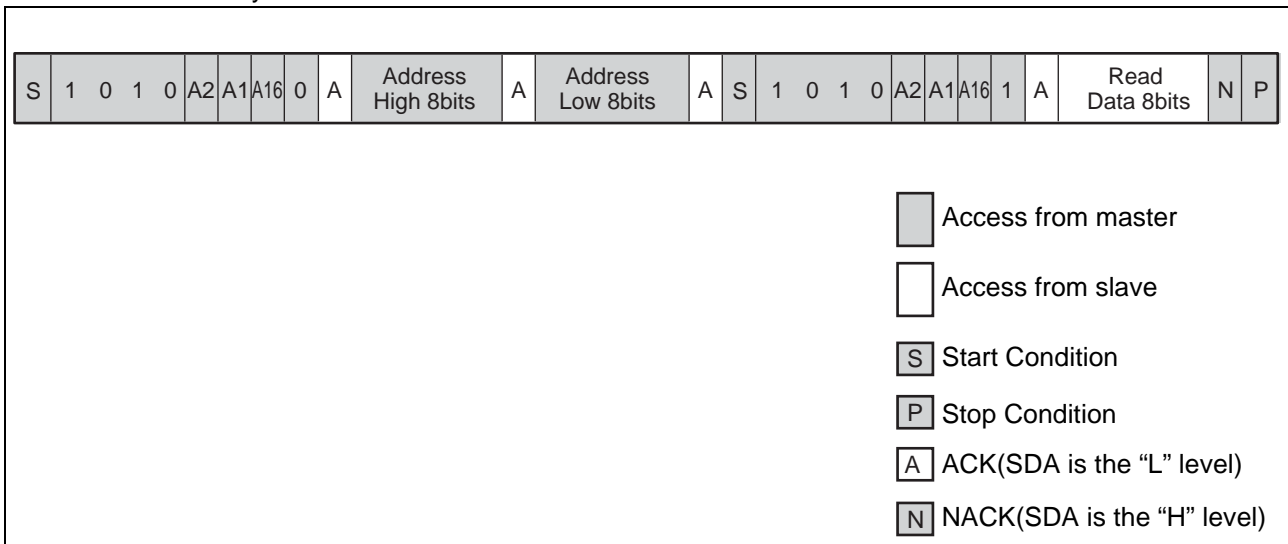 S 1 0 1 0 A2 A1 A16 0 A Address High 8bits A Address Low 8bits A S 1 0 1 0 A2 A1 A16 1 A Read Data 8bits N P
Access from master
Access from slave
S Start Condition
P Stop Condition
A ACK(SDA is the “L” level)
N NACK(SDA is the “H” level)